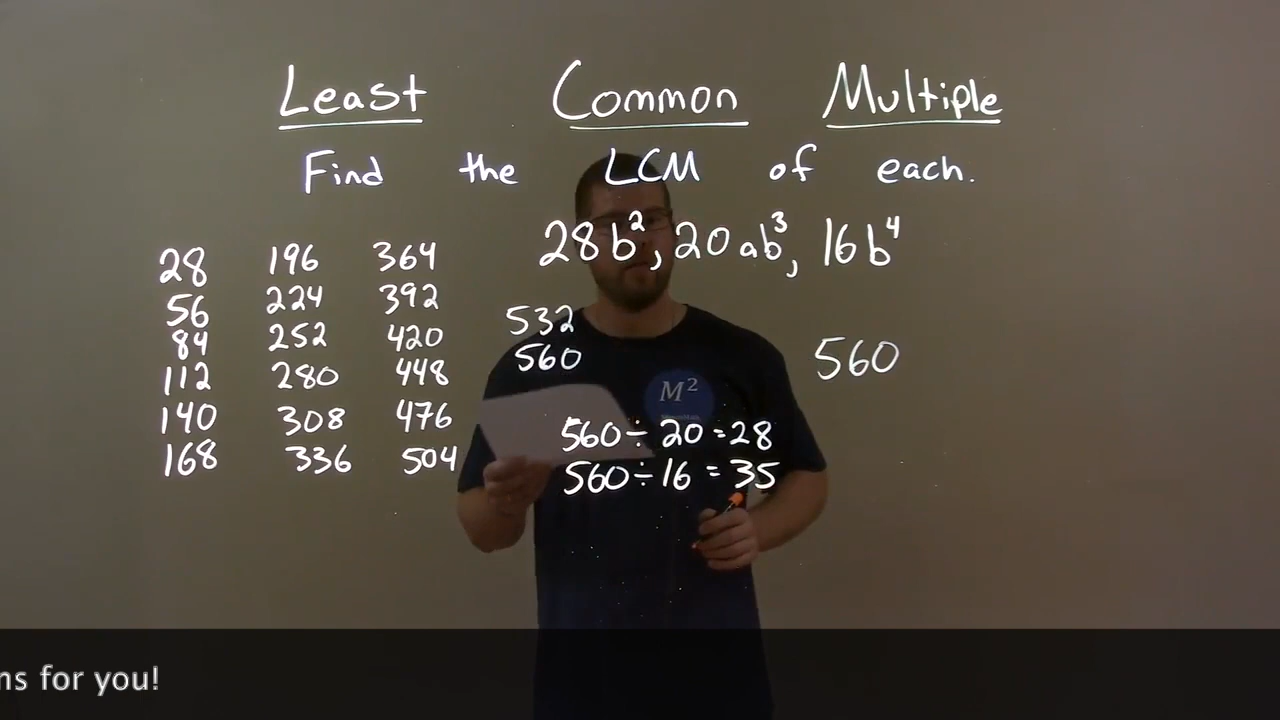 Least Common Multiple
Find the LCM of each.
28b², 20ab³, 16b⁴
28 196 364
56 224 392
84 252 420
112 280 448
140 308 476
168 336 504
532
560
560
M²
560 ÷ 20 = 28
560 ÷ 16 = 35
ns for you!